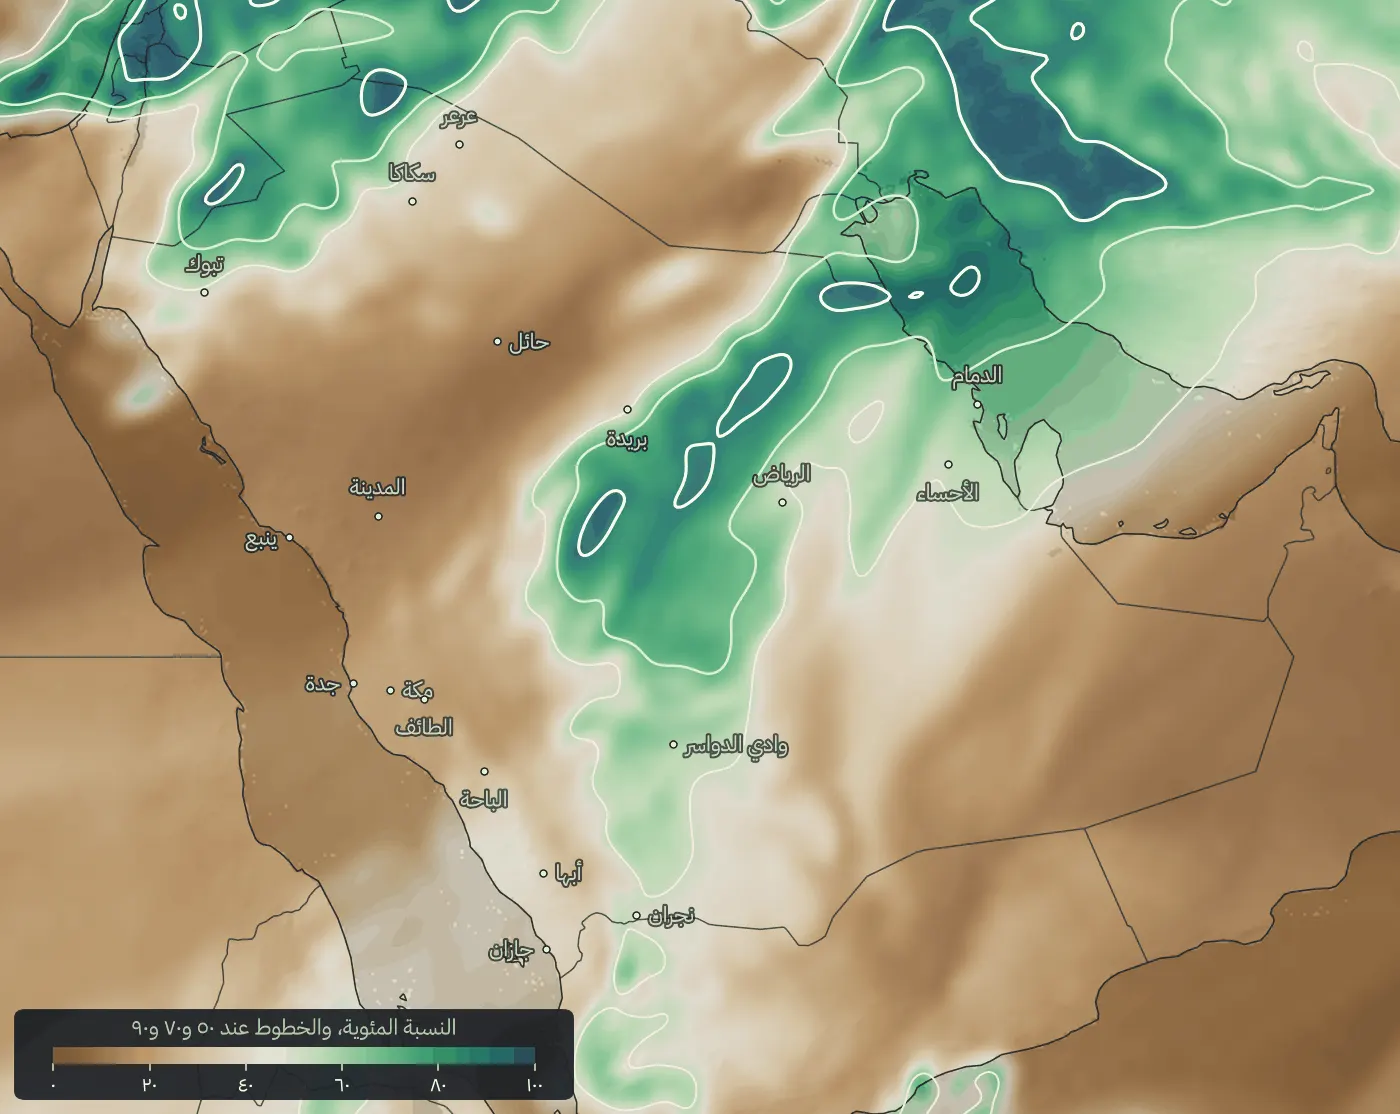 عرعر
سكاكا
تبوك
حائل
الدمام
بريدة
الرياض
المدينة
الأحساء
ينبع
جدة
مكة
الطائف
وادي الدواسر
الباحة
أبها
نجران
جازان
النسبة المئوية، والخطوط عند ٥٠ و٧٠ و٩٠
٠ ٢٠ ٤٠ ٦٠ ٨٠ ١٠٠